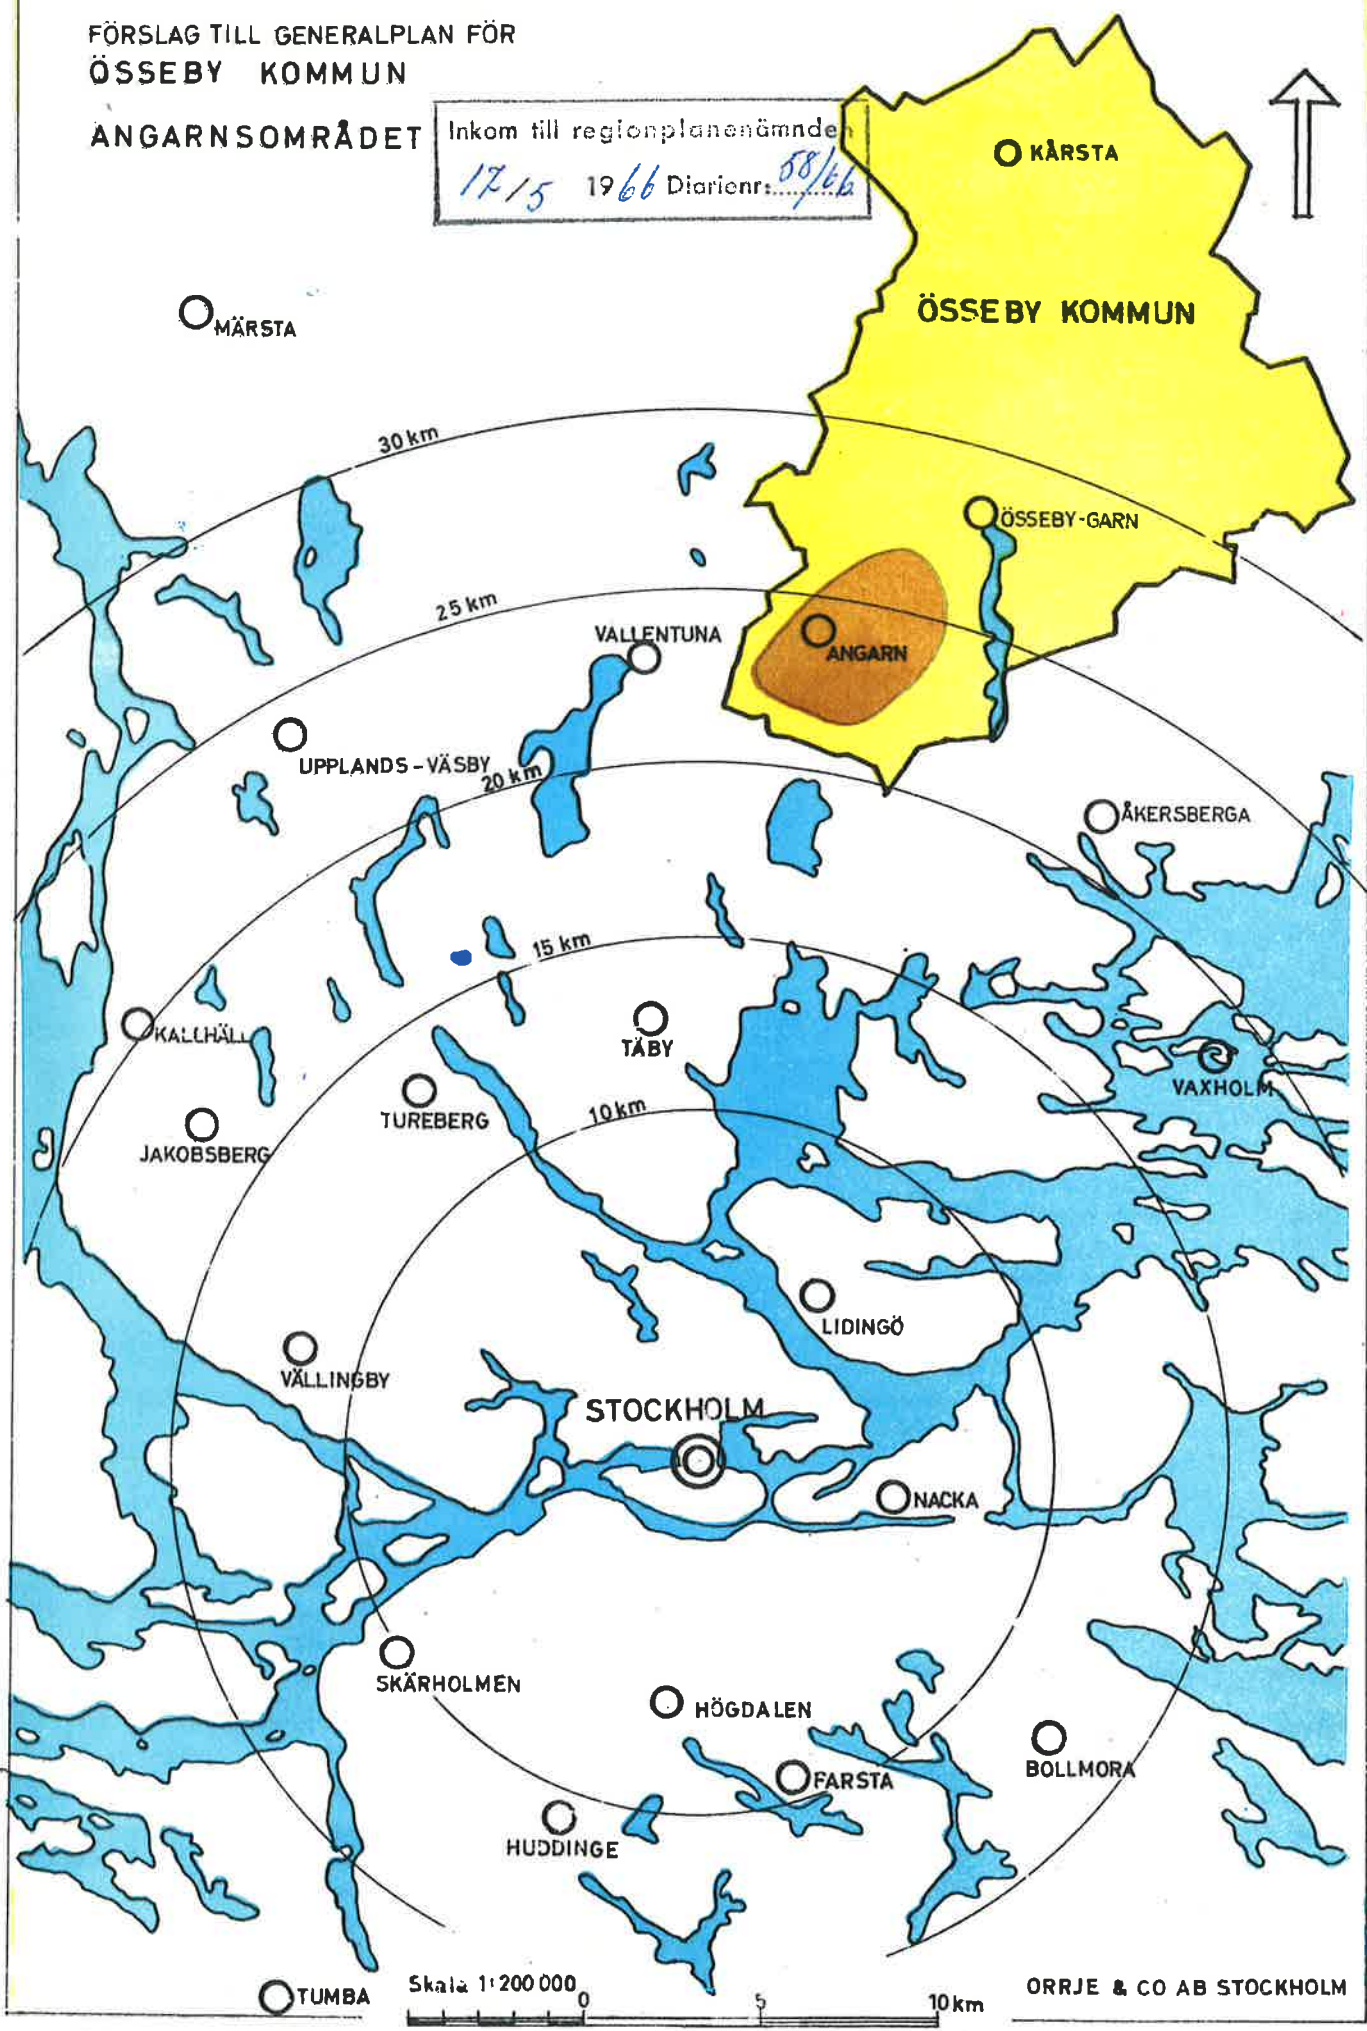 FÖRSLAG TILL GENERALPLAN FÖR
ÖSSEBY KOMMUN
ANGARNSOMRÅDET
Inkom till regionplanenämnden
17/5 1966 Diarienr: 58/66
KÅRSTA
ÖSSEBY KOMMUN
MÄRSTA
30 km
ÖSSEBY-GARN
25 km
VALLENTUNA
ANGARN
UPPLANDS-VÄSBY
20 km
ÅKERSBERGA
15 km
KALLHÄLL
TÄBY
VAXHOLM
TUREBERG
10 km
JAKOBSBERG
LIDINGÖ
VÄLLINGBY
STOCKHOLM
NACKA
SKÄRHOLMEN
HÖGDALEN
BOLLMORA
FARSTA
HUDDINGE
TUMBA
Skala 1:200 000
0 5 10 km
ORRJE & CO AB STOCKHOLM